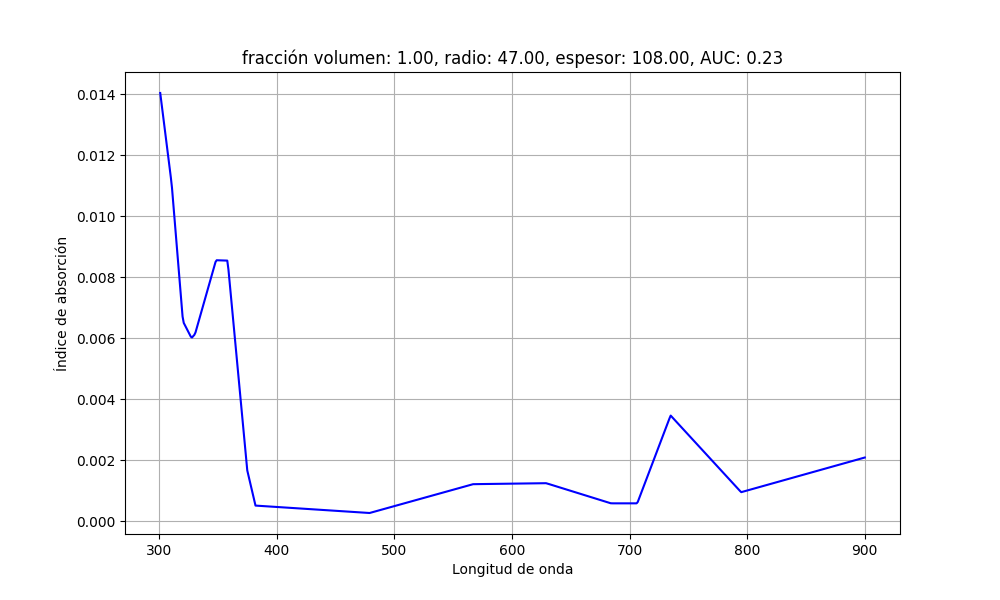 fracción volumen: 1.00, radio: 47.00, espesor: 108.00, AUC: 0.23
0.014
0.012
0.010
0.008
0.006
0.004
0.002
0.000
Índice de absorción
300 400 500 600 700 800 900
Longitud de onda